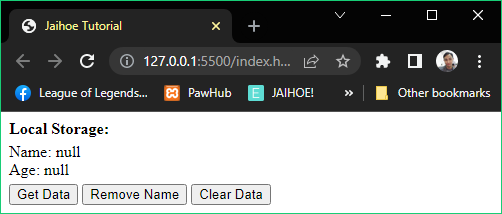 Jaihoe Tutorial
127.0.0.1:5500/index.h...
League of Legends...
PawHub
JAIHOE!
Other bookmarks
Local Storage:
Name: null
Age: null
Get Data
Remove Name
Clear Data